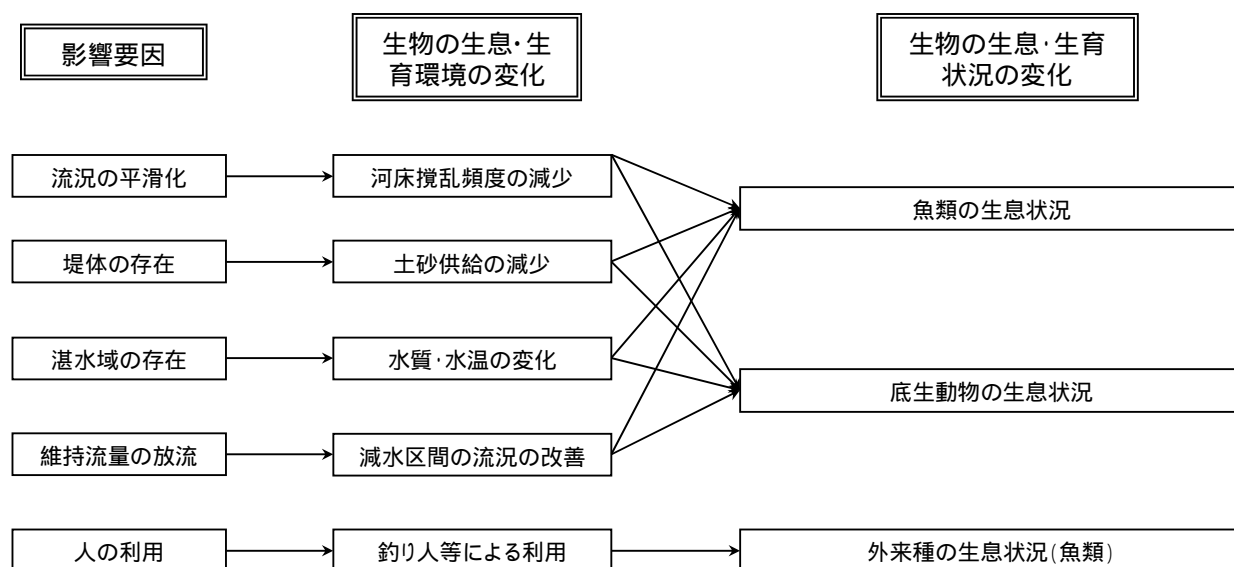 影響要因
生物の生息・生
育環境の変化
生物の生息・生育
状況の変化
流況の平滑化
河床撹乱頻度の減少
魚類の生息状況
堤体の存在
土砂供給の減少
湛水域の存在
水質・水温の変化
底生動物の生息状況
維持流量の放流
減水区間の流況の改善
人の利用
釣り人等による利用
外来種の生息状況(魚類)